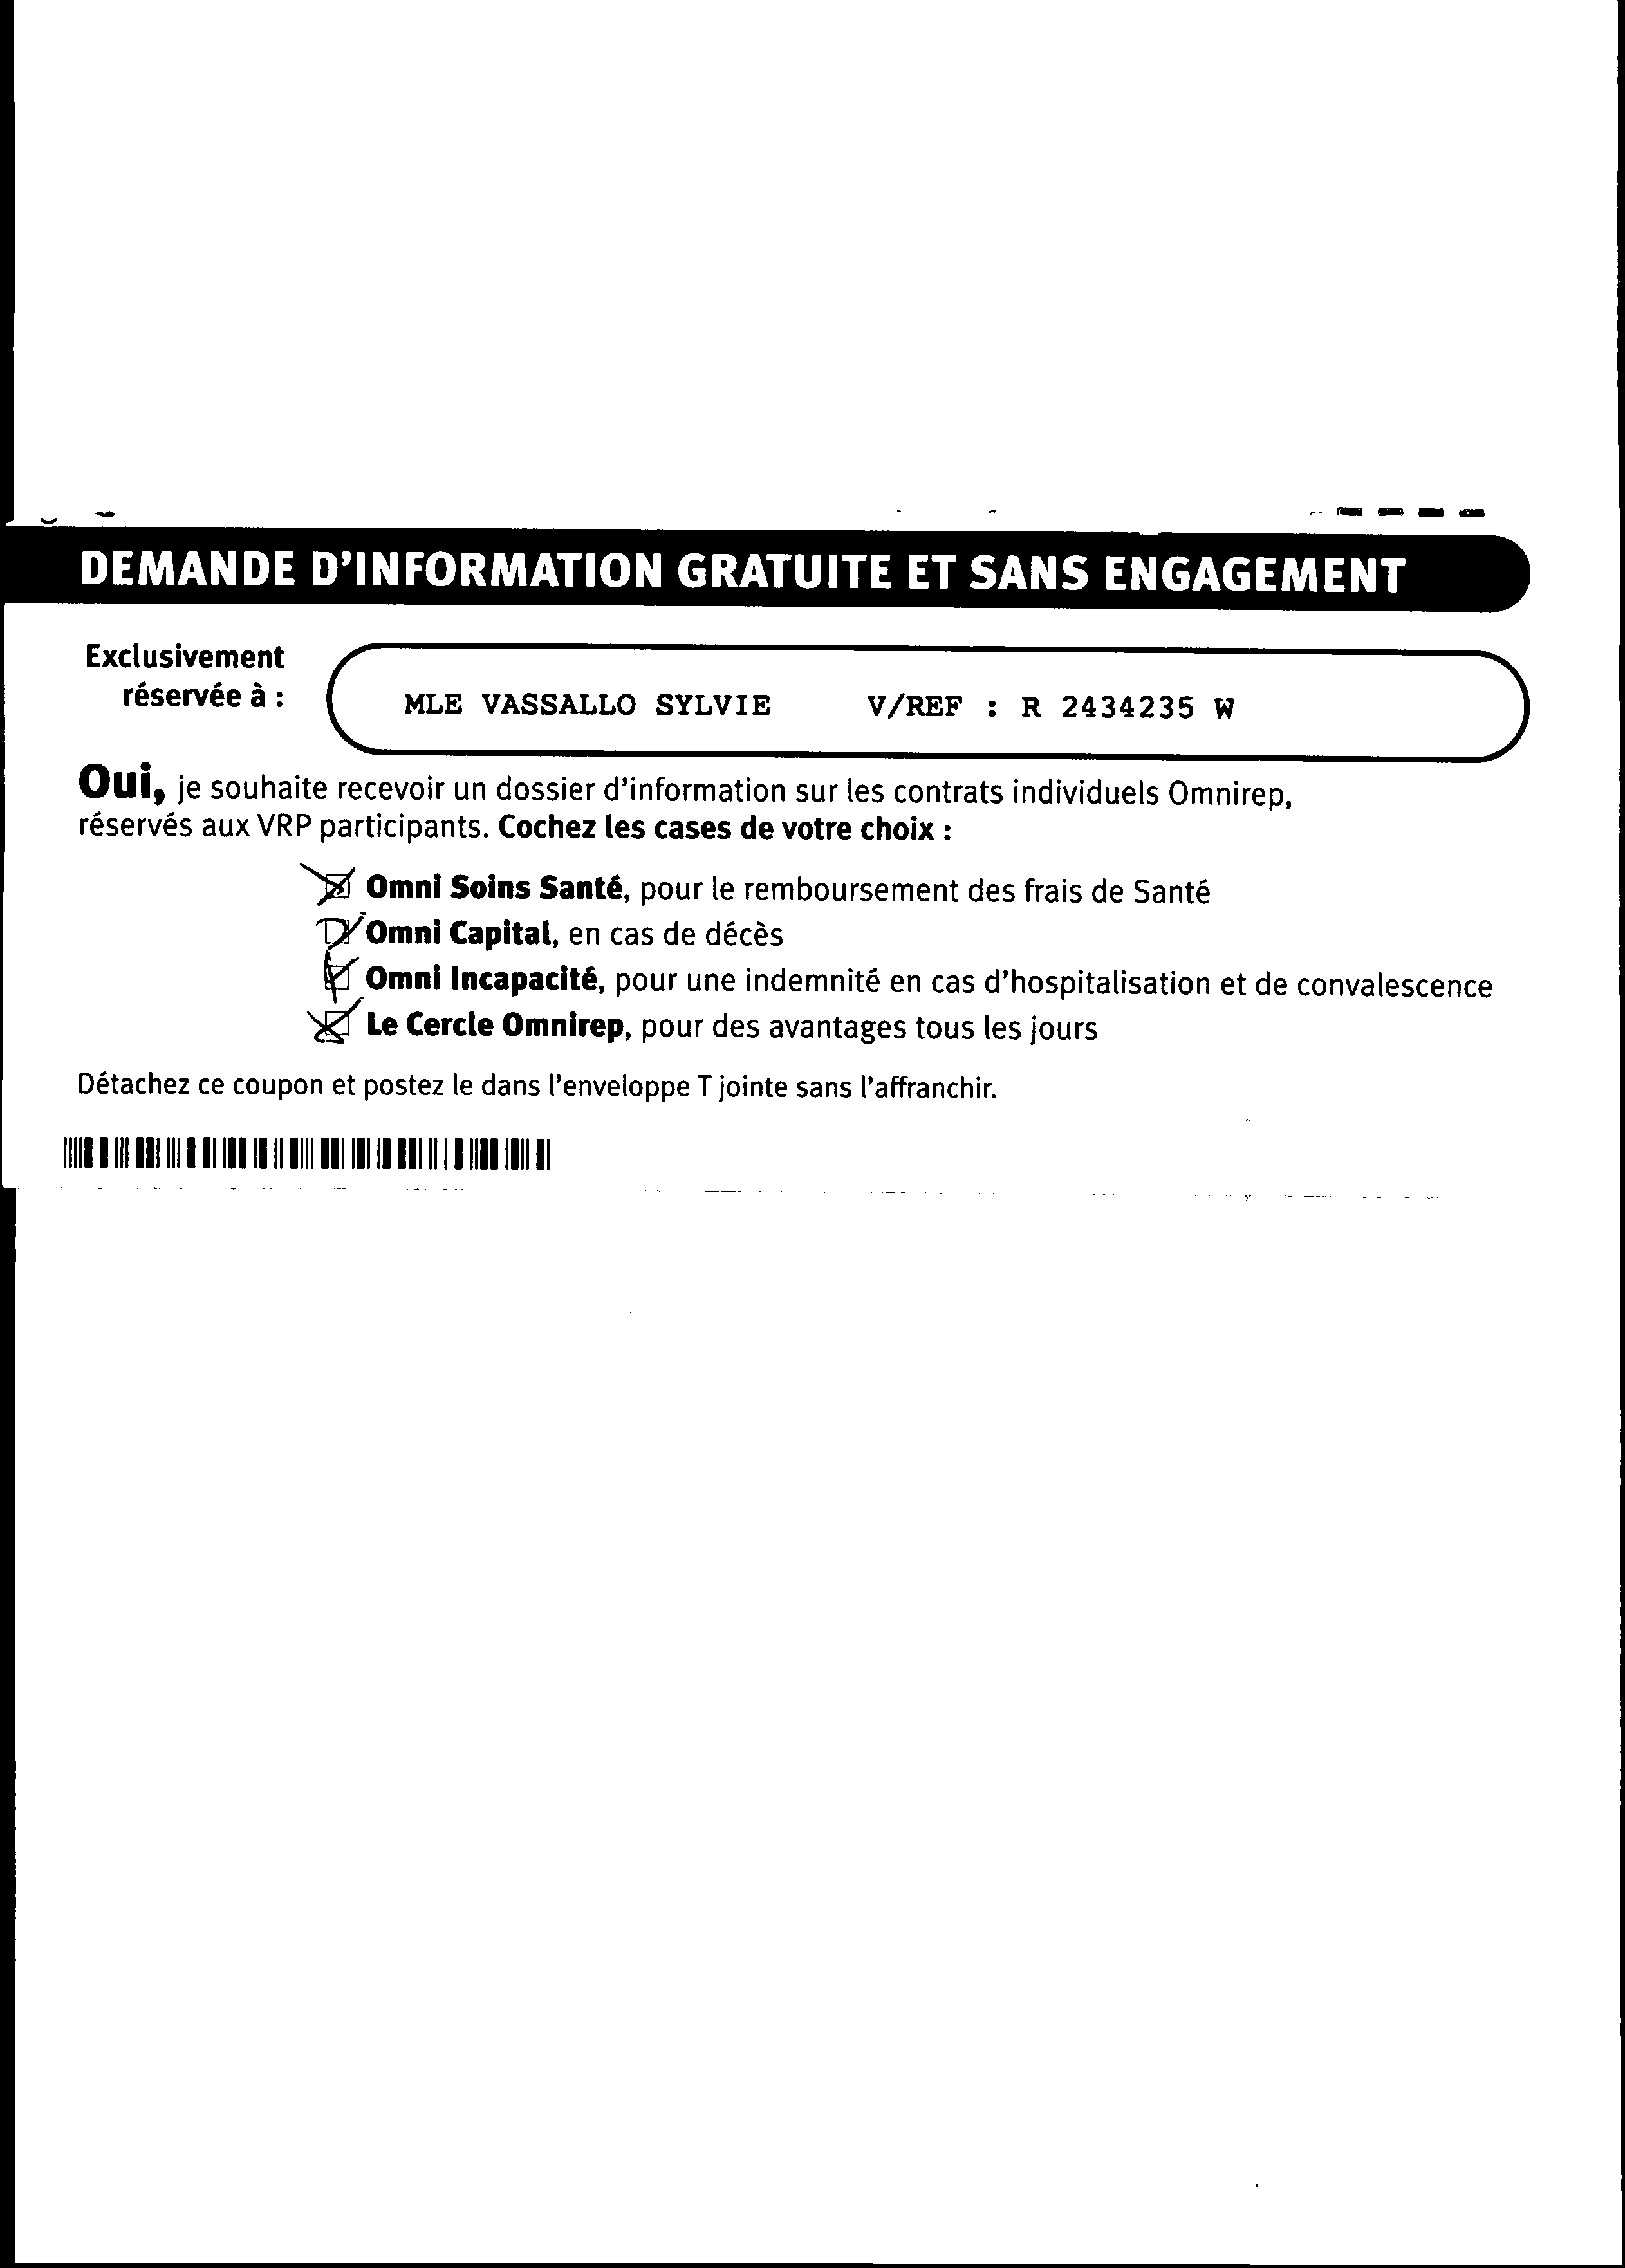 DEMANDE D'INFORMATION GRATUITE ET SANS ENGAGEMENT
Exclusivement
réservée à :
MLE VASSALLO SYLVIE V/REF : R 2434235 W
Oui, je souhaite recevoir un dossier d'information sur les contrats individuels Omnirep,
réservés aux VRP participants. Cochez les cases de votre choix :
Omni Soins Santé, pour le remboursement des frais de Santé
Omni Capital, en cas de décès
Omni Incapacité, pour une indemnité en cas d'hospitalisation et de convalescence
Le Cercle Omnirep, pour des avantages tous les jours
Détachez ce coupon et postez le dans l'enveloppe T jointe sans l'affranchir.